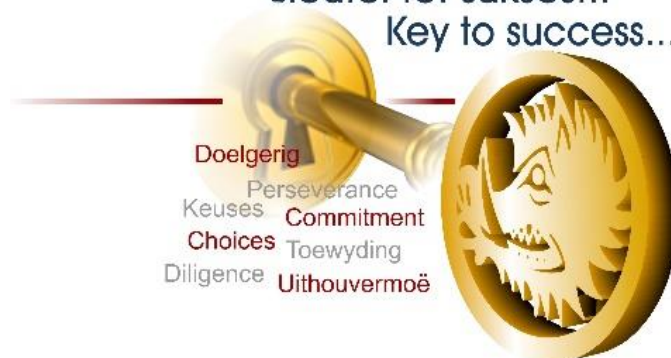 Key to success...
Doelgerig
Perseverance
Keuses Commitment
Choices Toewyding
Diligence Uithouvermoë